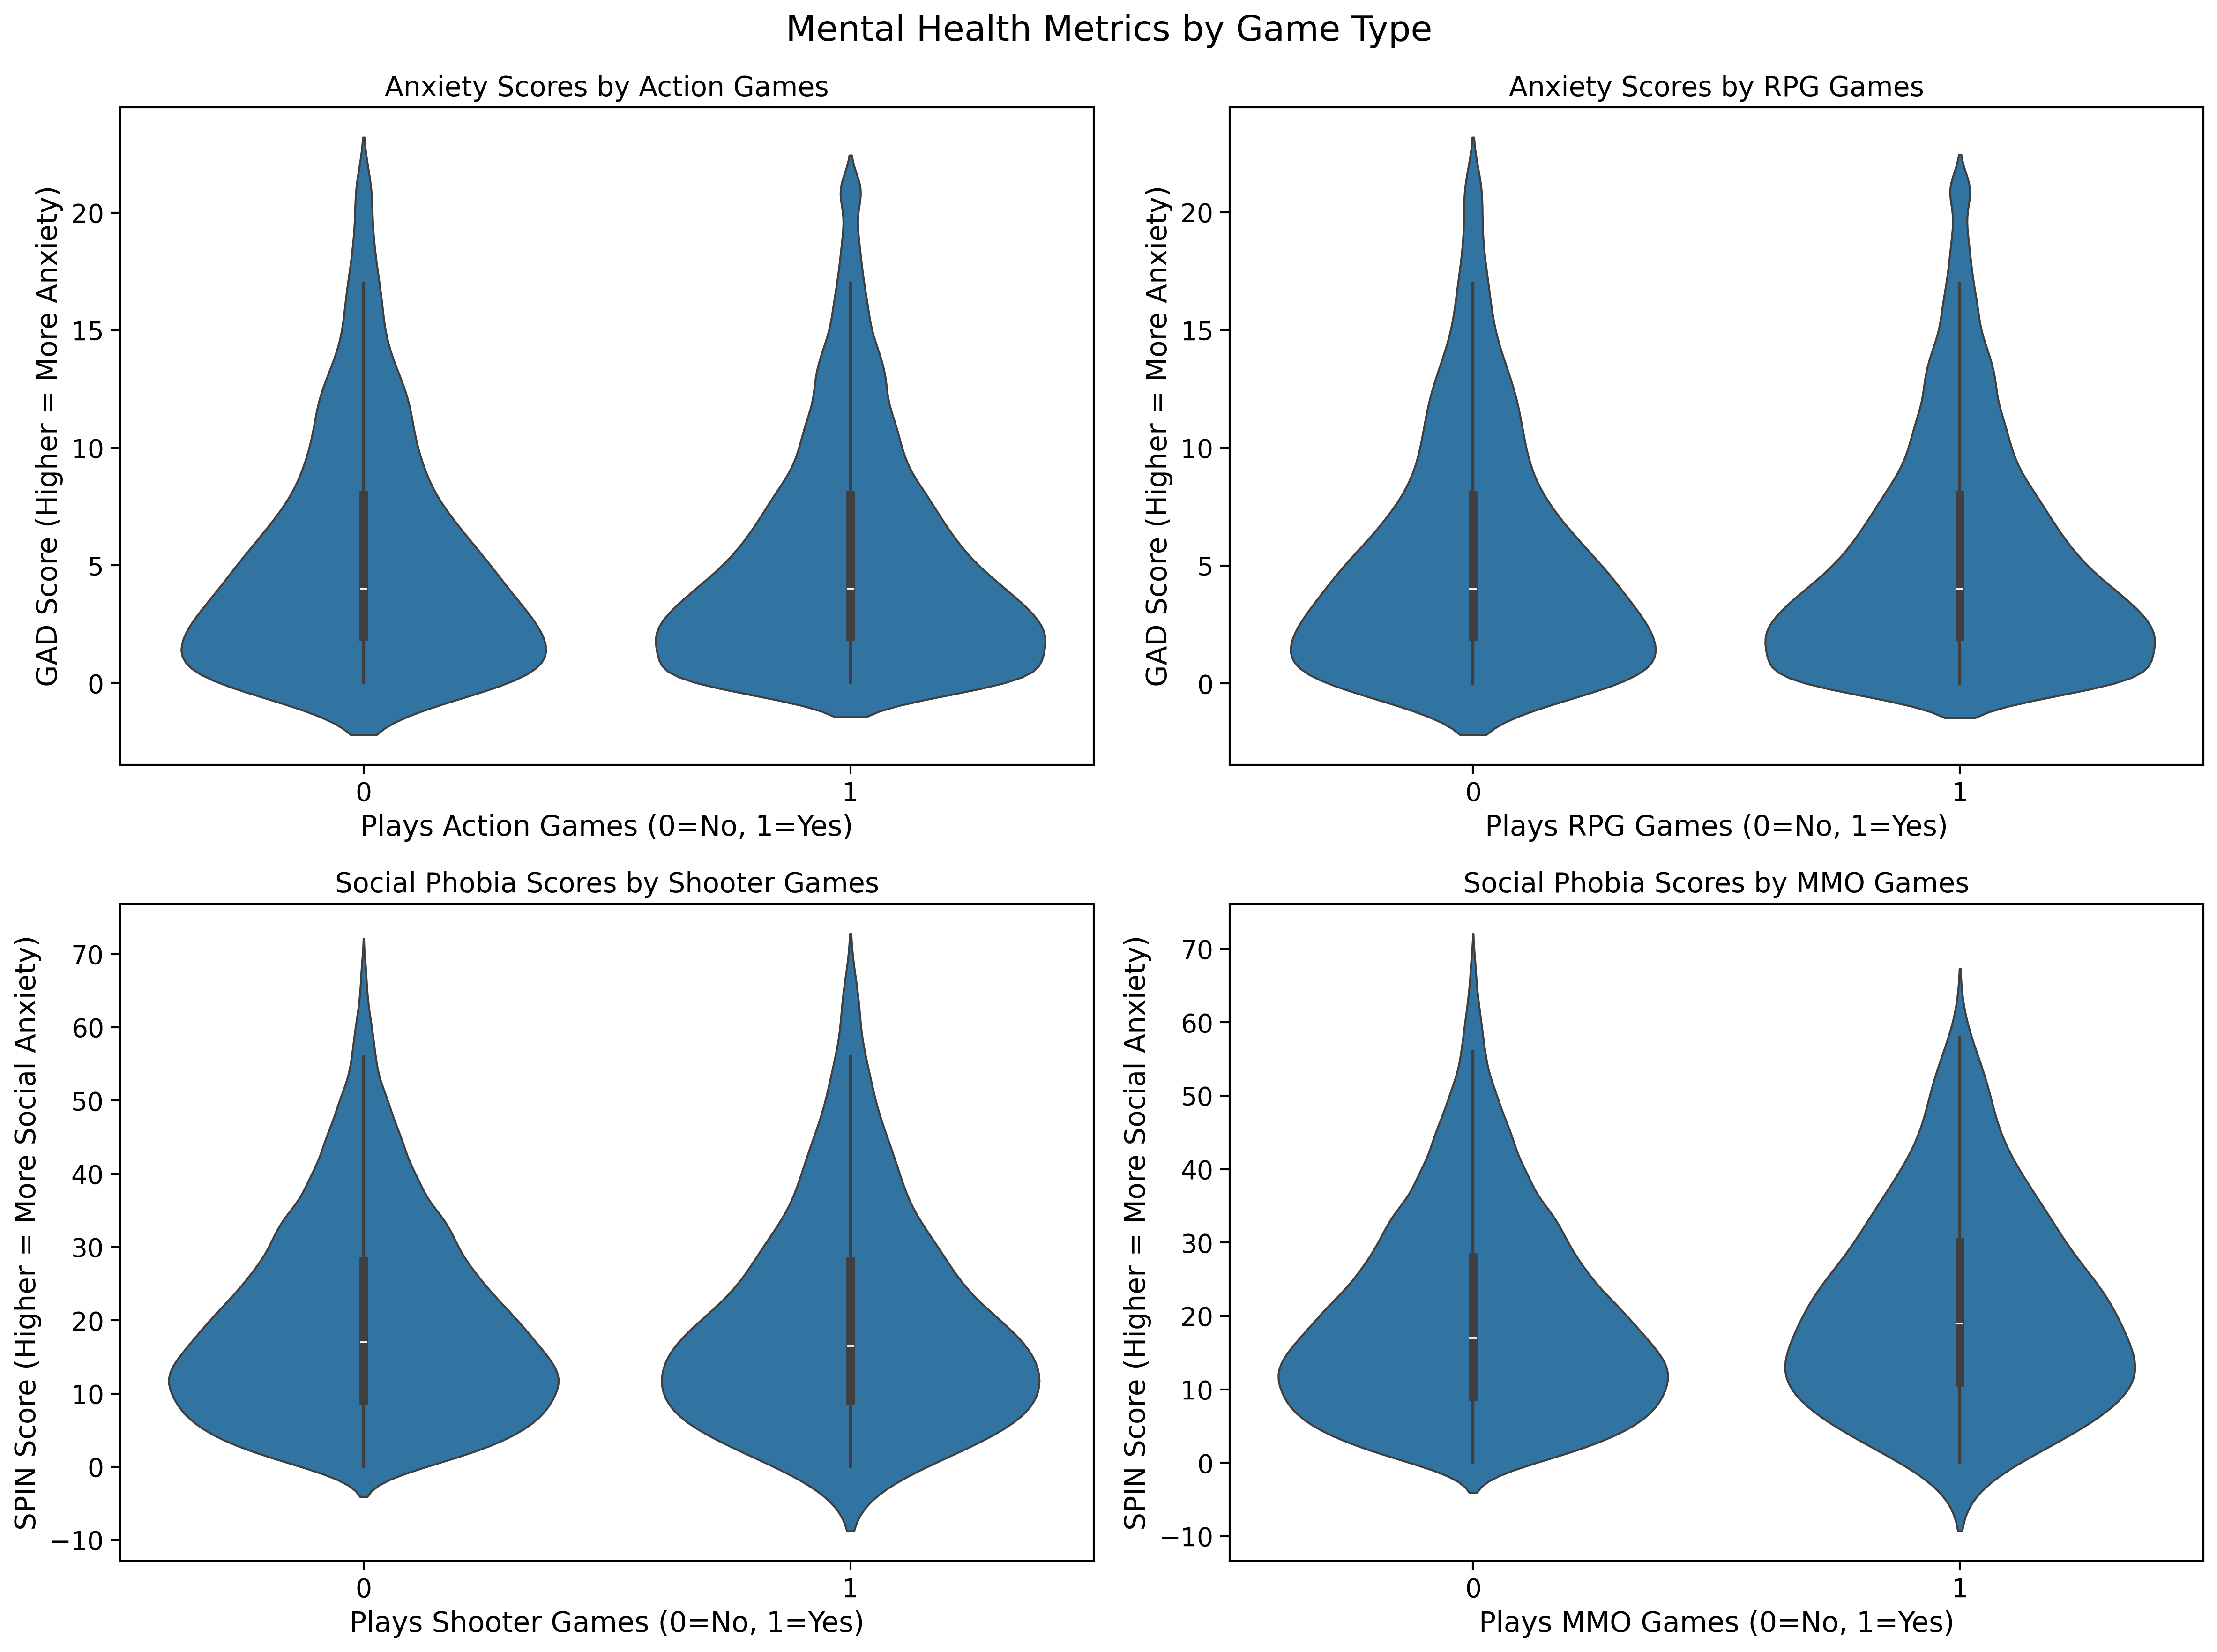 Mental Health Metrics by Game Type
Anxiety Scores by Action Games
GAD Score (Higher = More Anxiety)
20
15
10
5
0
0 1
Plays Action Games (0=No, 1=Yes)
Anxiety Scores by RPG Games
GAD Score (Higher = More Anxiety)
20
15
10
5
0
0 1
Plays RPG Games (0=No, 1=Yes)
Social Phobia Scores by Shooter Games
SPIN Score (Higher = More Social Anxiety)
70
60
50
40
30
20
10
0
−10
0 1
Plays Shooter Games (0=No, 1=Yes)
Social Phobia Scores by MMO Games
SPIN Score (Higher = More Social Anxiety)
70
60
50
40
30
20
10
0
−10
0 1
Plays MMO Games (0=No, 1=Yes)